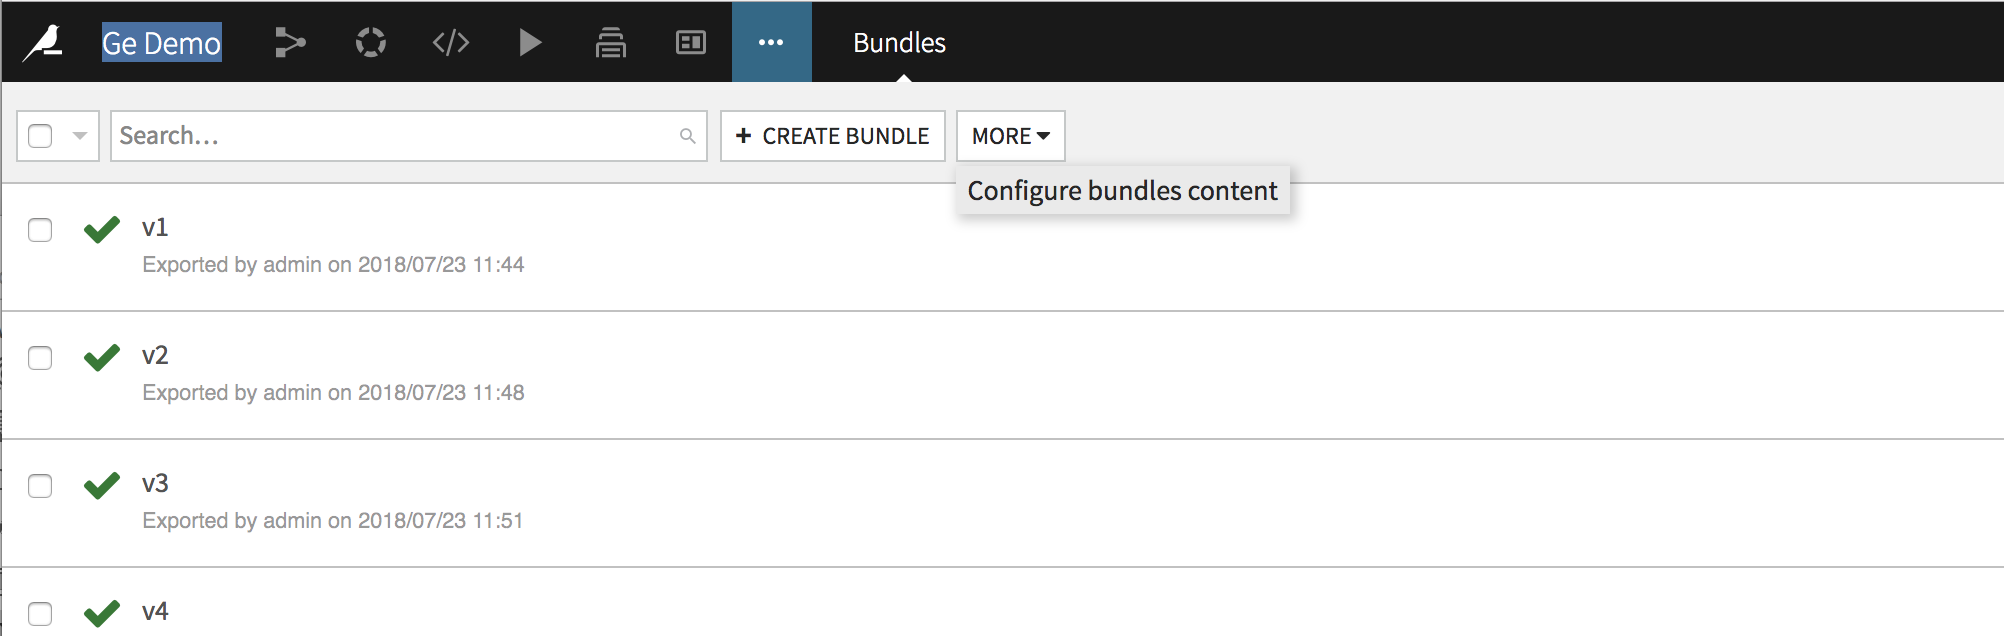 Ge Demo Bundles
Search... + CREATE BUNDLE MORE
Configure bundles content
v1
Exported by admin on 2018/07/23 11:44
v2
Exported by admin on 2018/07/23 11:48
v3
Exported by admin on 2018/07/23 11:51
v4